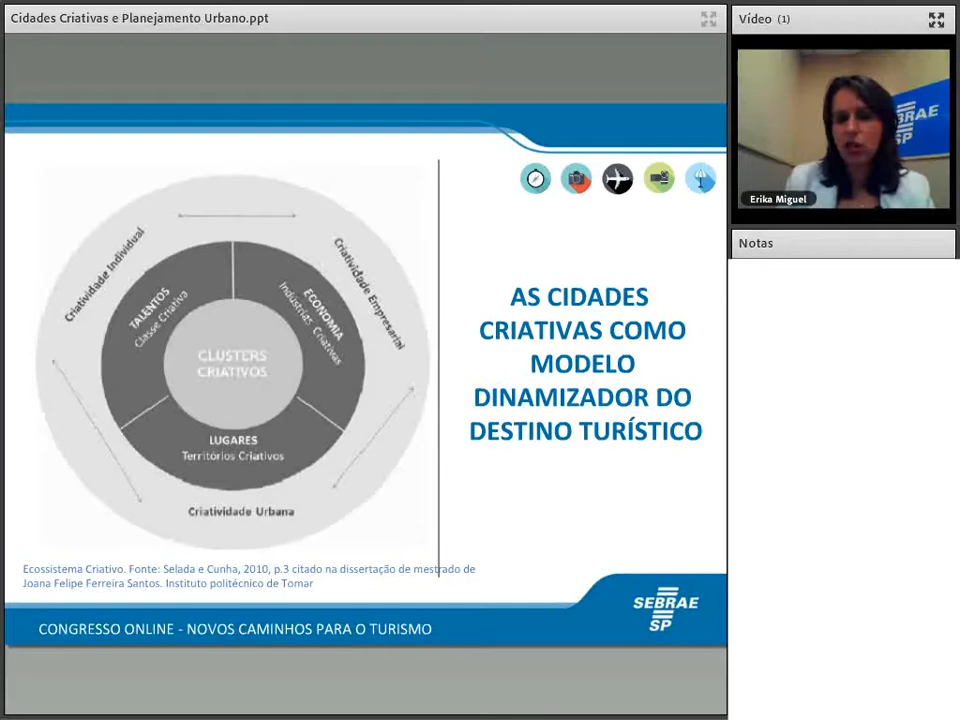 Cidades Criativas e Planejamento Urbano.ppt
Vídeo (1)
BRAE
SP
Erika Miguel
Notas
Criatividade Individual
Criatividade Empresarial
TALENTOS
Classe Criativa
ECONOMIA
Indústrias Criativas
CLUSTERS
CRIATIVOS
LUGARES
Territórios Criativos
Criatividade Urbana
AS CIDADES
CRIATIVAS COMO
MODELO
DINAMIZADOR DO
DESTINO TURÍSTICO
Ecossistema Criativo. Fonte: Selada e Cunha, 2010, p.3 citado na dissertação de mestrado de
Joana Felipe Ferreira Santos. Instituto politécnico de Tomar
SEBRAE
SP
CONGRESSO ONLINE - NOVOS CAMINHOS PARA O TURISMO